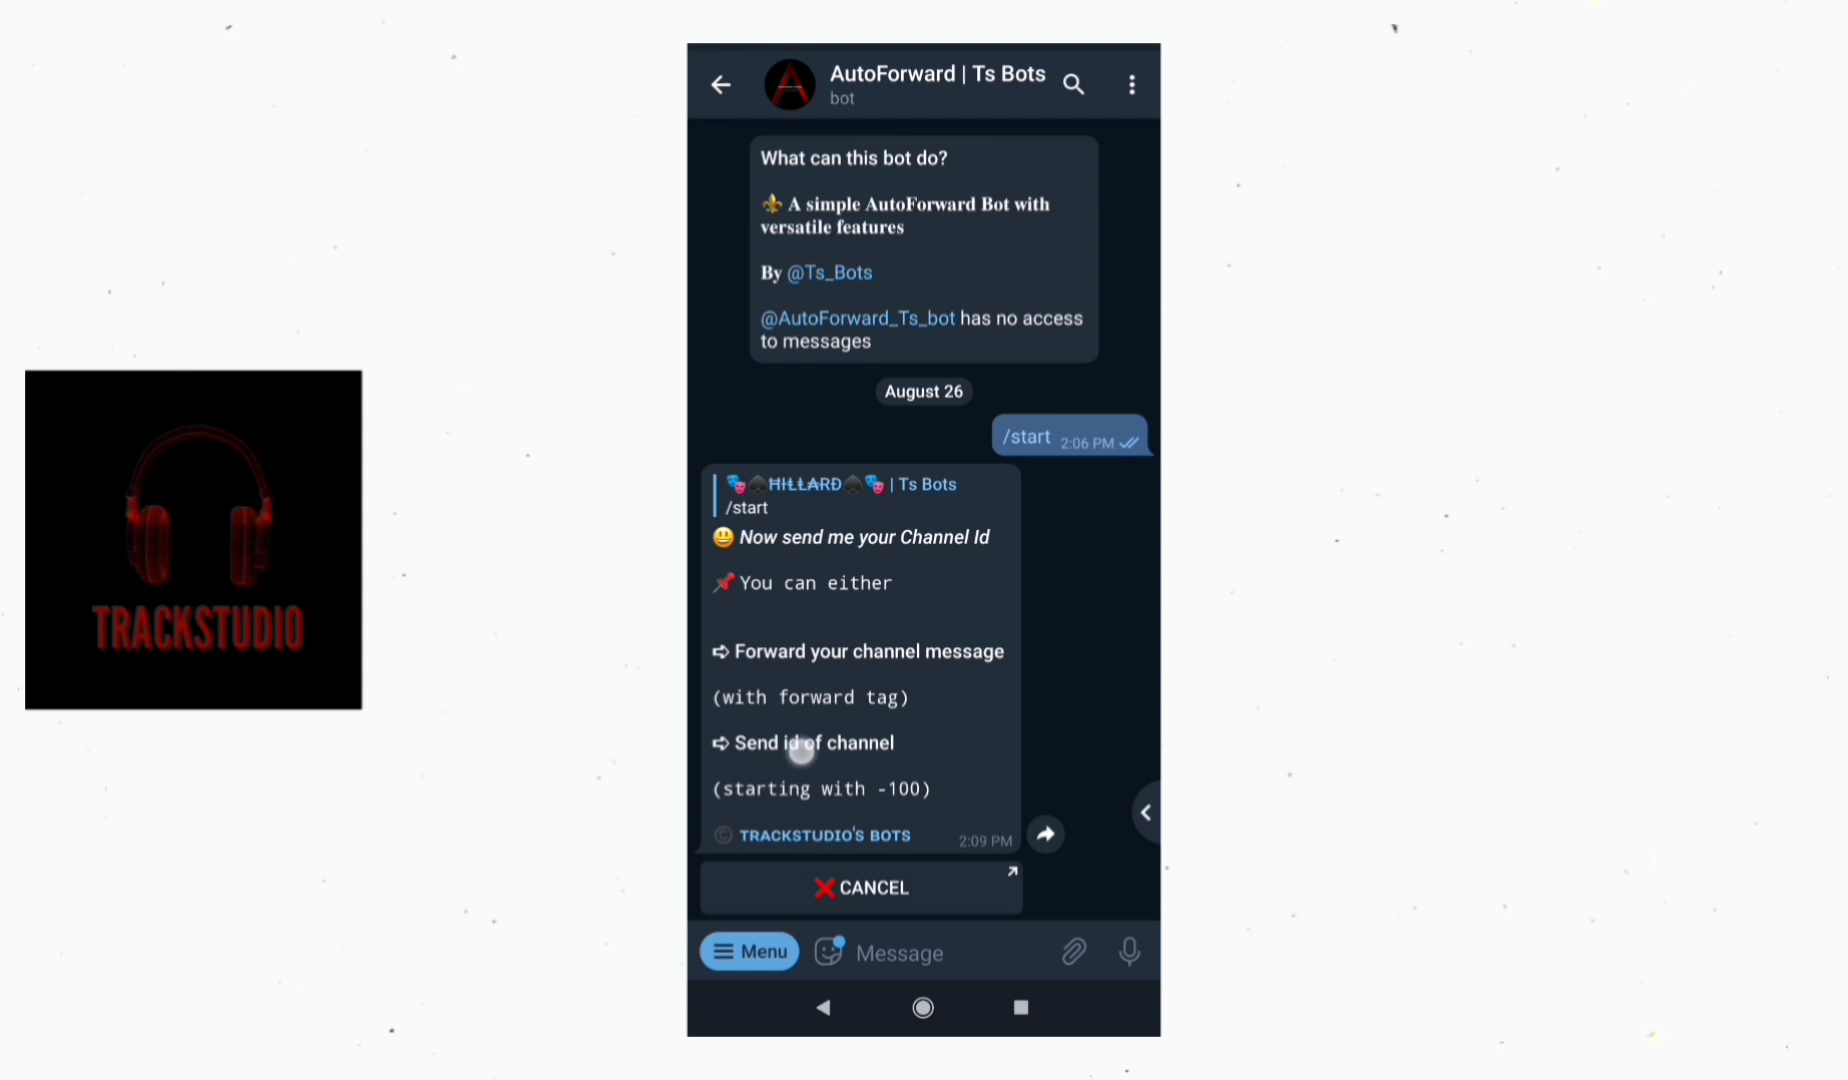 AutoForward | Ts Bots
bot
What can this bot do?
⚜️ A simple AutoForward Bot with
versatile features
By @Ts_Bots
@AutoForward_Ts_bot has no access
to messages
August 26
/start 2:06 PM
🎭♠️ĦƗŁŁ₳RĐ♠️🎭 | Ts Bots
/start
😃 Now send me your Channel Id
📌 You can either
➪ Forward your channel message
(with forward tag)
➪ Send id of channel
(starting with -100)
© TRACKSTUDIO'S BOTS 2:09 PM
❌ CANCEL
Menu
Message
TRACKSTUDIO